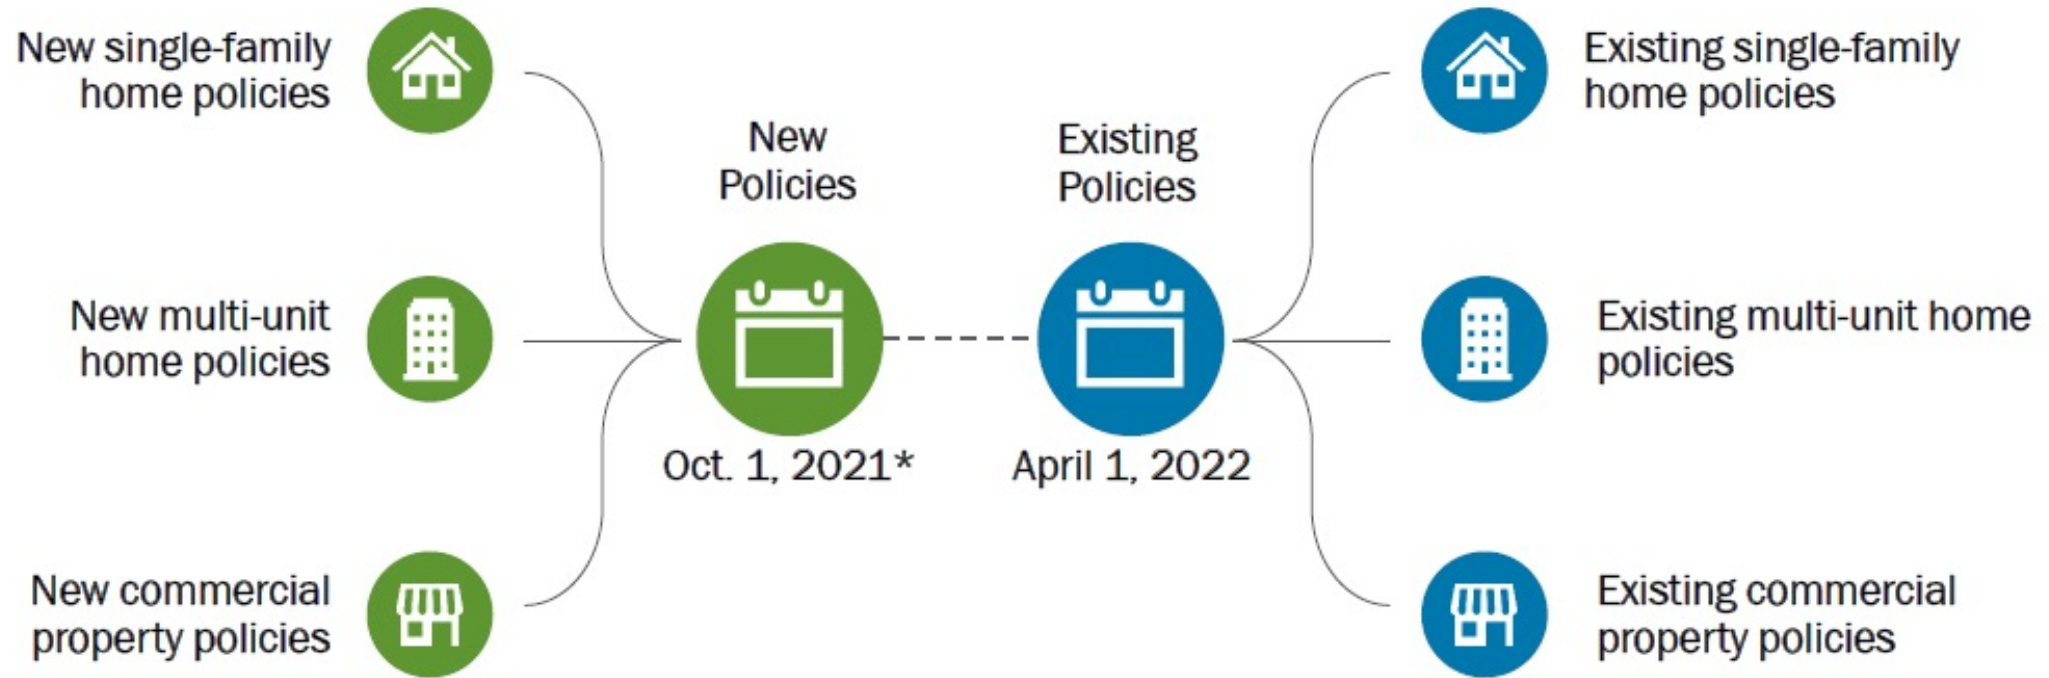 New single-family
home policies
New multi-unit
home policies
New commercial
property policies
New
Policies
Oct. 1, 2021*
Existing
Policies
April 1, 2022
Existing single-family
home policies
Existing multi-unit home
policies
Existing commercial
property policies